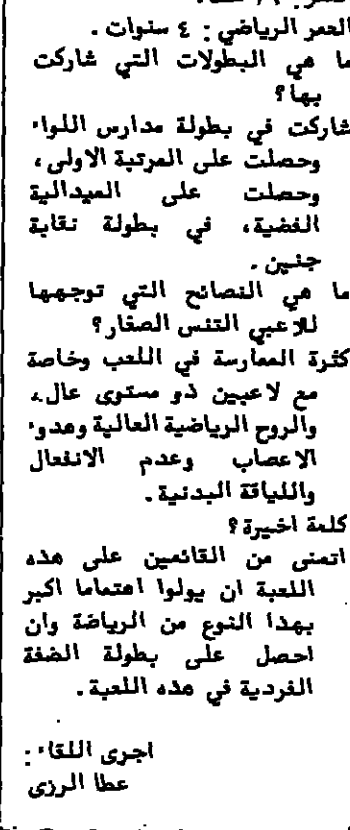 العمر الرياضي : ٤ سنوات .
ما هي البطولات التي شاركت
بها ؟
شاركت في بطولة مدارس اللواء
وحصلت على المرتبة الاولى ،
وحصلت على الميدالية
الفضية، في بطولة نقابة
جنين .
ما هي النصائح التي توجهها
للاعبي التنس الصغار ؟
كثرة الممارسة في اللعب وخاصة
مع لاعبين ذو مستوى عال،
والروح الرياضية العالية وهدوء
الاعصاب وعدم الانفعال
واللياقة البدنية .
كلمة اخيرة ؟
اتمنى من القائمين على هذه
اللعبة ان يولوا اهتماما اكبر
بهذا النوع من الرياضة وان
احصل على بطولة الضفة
الفردية في هذه اللعبة .
اجرى اللقاء :
عطا الرزى